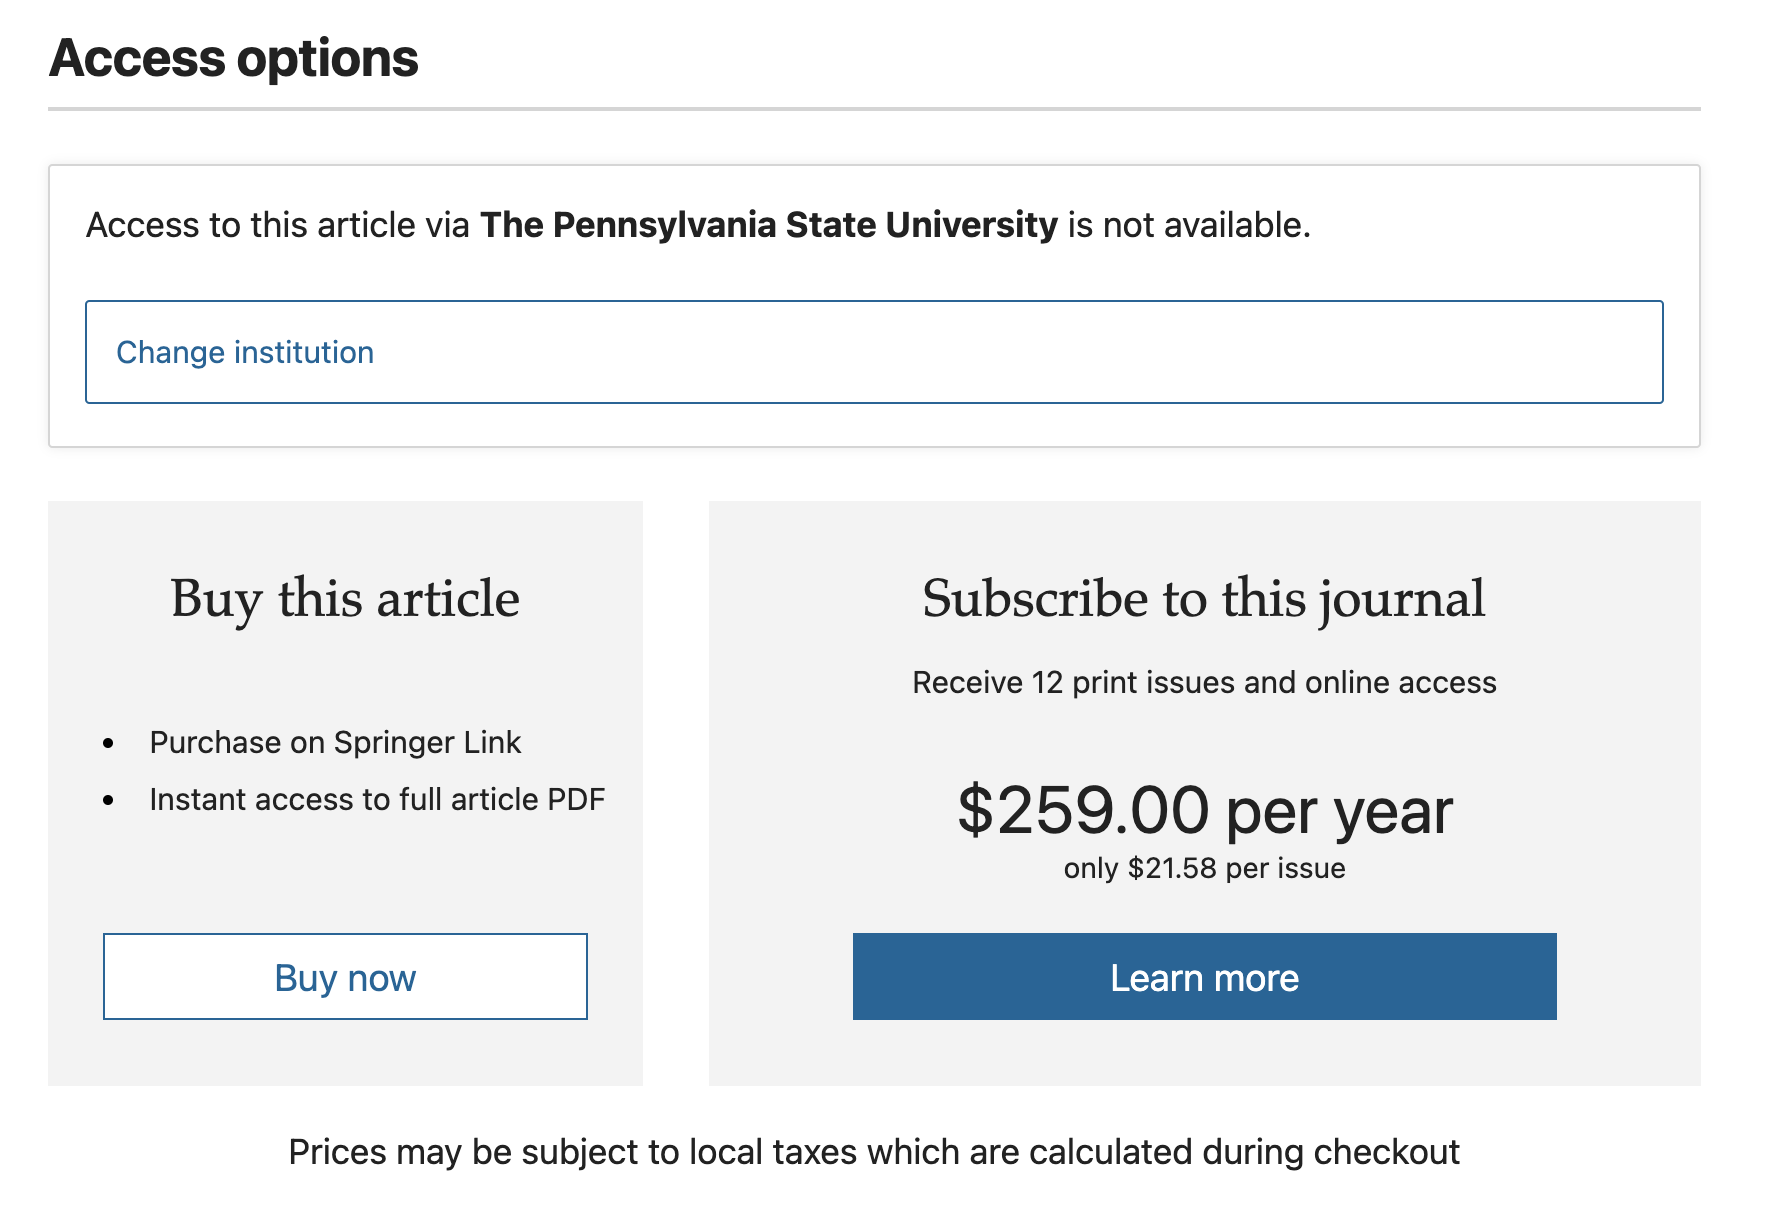 Access options
Access to this article via The Pennsylvania State University is not available.
Change institution
Buy this article
• Purchase on Springer Link
• Instant access to full article PDF
Buy now
Subscribe to this journal
Receive 12 print issues and online access
$259.00 per year
only $21.58 per issue
Learn more
Prices may be subject to local taxes which are calculated during checkout